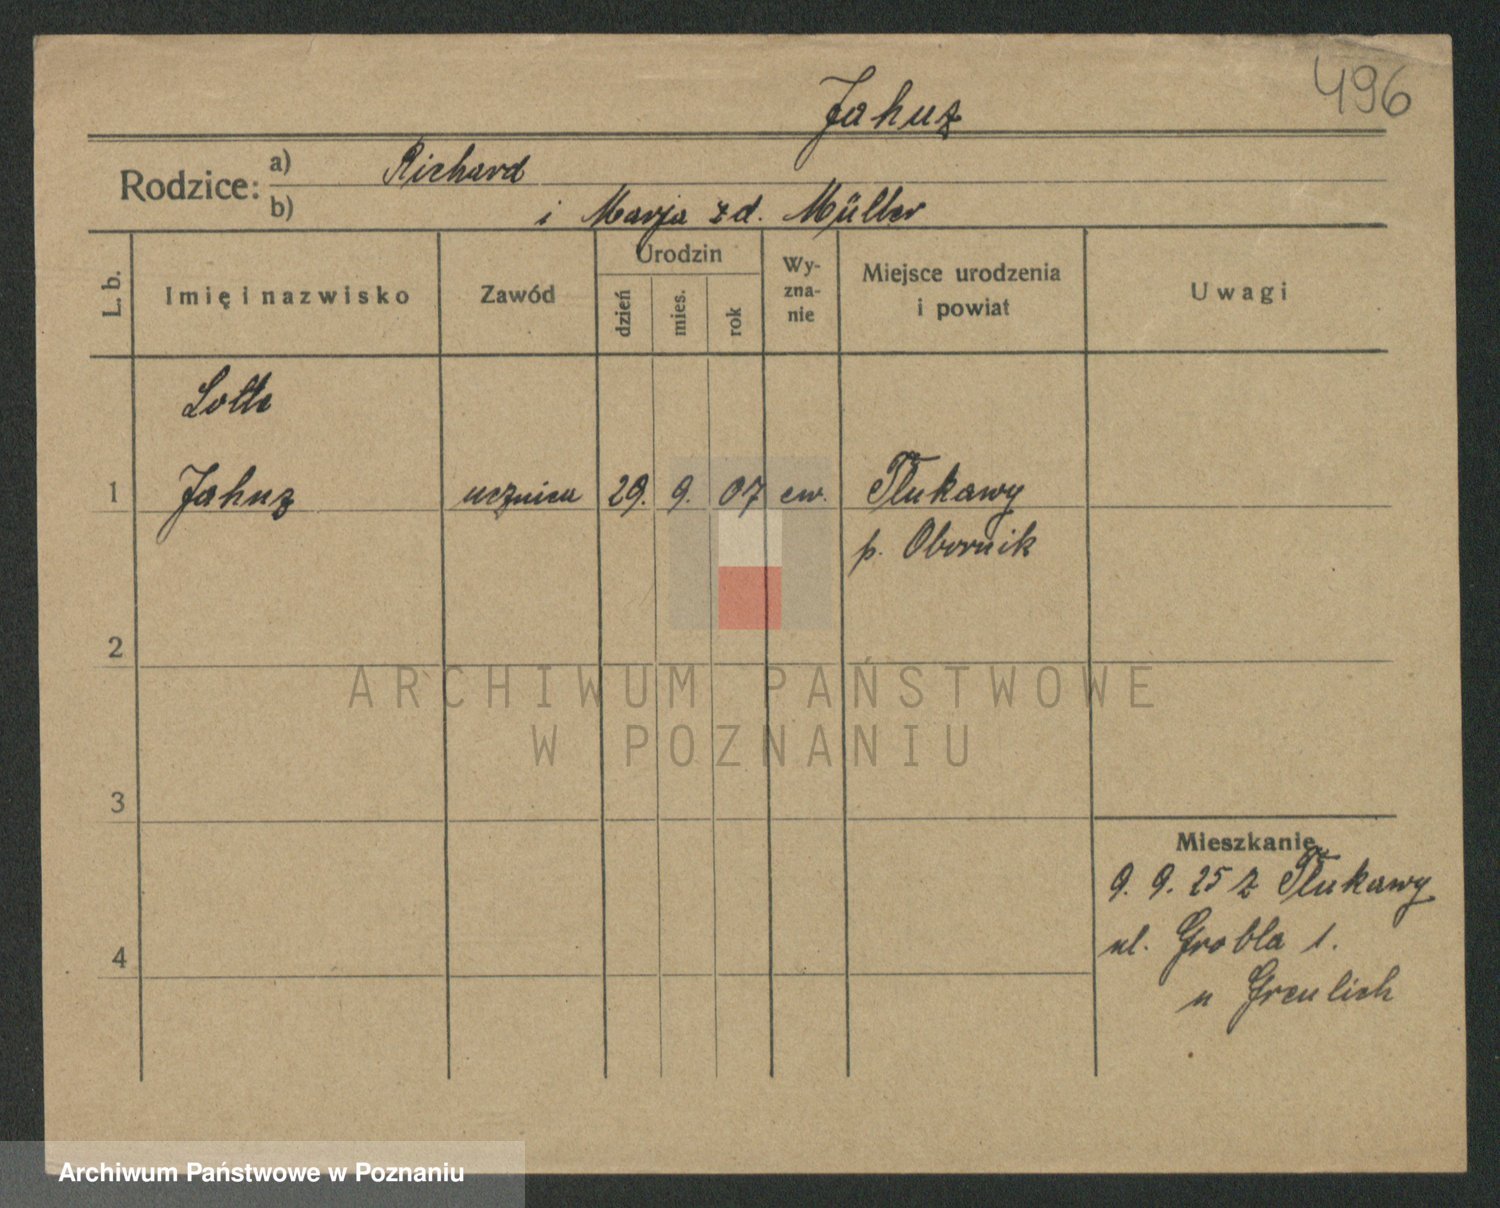 496
Jahnz
Rodzice: a) Richard
b) i Marja zd. Müller
L. b.
Imię i nazwisko
Zawód
Urodzin
dzień
mies.
rok
Wy-
zna-
nie
Miejsce urodzenia
i powiat
Uwagi
Lotte
1 Jahnz ucznica 29. 9. 07 ew. Tłukawy
p. Obornik
2
3
4
Mieszkanie
9. 9. 25 z Tłukawy
ul. Grobla 1.
u Greulich
ARCHIWUM PAŃSTWOWE
W POZNANIU
Archiwum Państwowe w Poznaniu